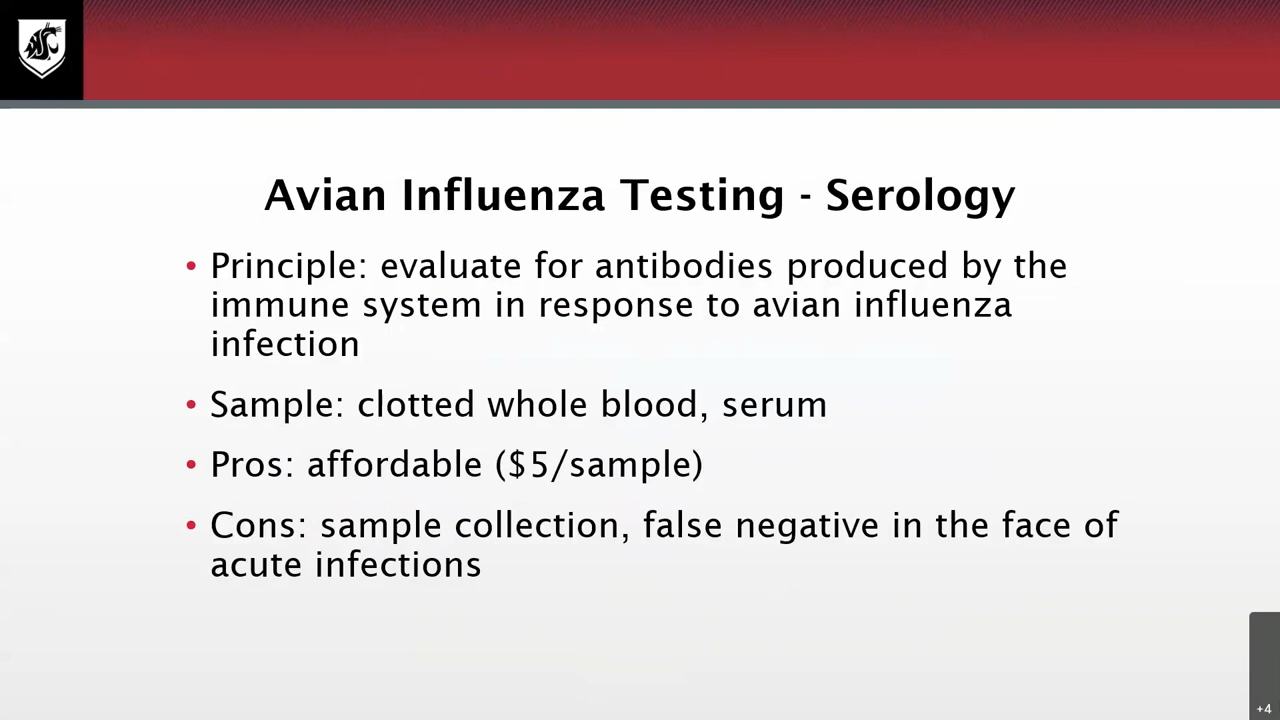 Avian Influenza Testing - Serology
• Principle: evaluate for antibodies produced by the
immune system in response to avian influenza
infection
• Sample: clotted whole blood, serum
• Pros: affordable ($5/sample)
• Cons: sample collection, false negative in the face of
acute infections
+4